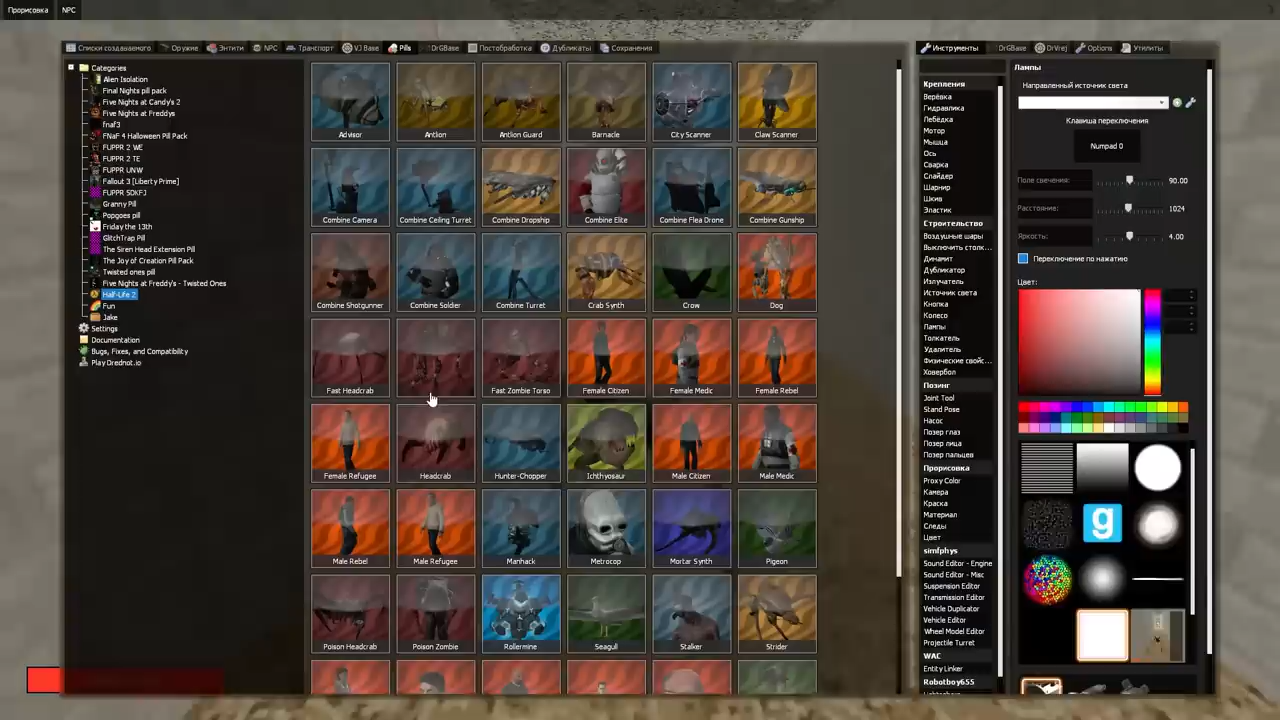 Прорисовка
NPC
Списки создаваемого
Оружие
Энтити
NPC
Транспорт
VJ Base
Pills
DrGBase
Постобработка
Дубликаты
Сохранения
Инструменты
DrGBase
DrVrej
Options
Утилиты
Categories
Alien Isolation
Final Nights pill pack
Five Nights at Candy's 2
Five Nights at Freddys
fnaf3
FNaF 4 Halloween Pill Pack
FUPPR 2 WE
FUPPR 2 TE
FUPPR UNW
Fallout 3 [Liberty Prime]
FUPPR SDKFJ
Granny Pill
Popgoes pill
Friday the 13th
GlitchTrap Pill
The Siren Head Extension Pill
The Joy of Creation Pill Pack
Twisted ones pill
Five Nights at Freddy's - Twisted Ones
Half-Life 2
Fun
Jake
Settings
Documentation
Bugs, Fixes, and Compatibility
Play Drednot.io
Advisor
Antlion
Antlion Guard
Barnacle
City Scanner
Claw Scanner
Combine Camera
Combine Ceiling Turret
Combine Dropship
Combine Elite
Combine Flea Drone
Combine Gunship
Combine Shotgunner
Combine Soldier
Combine Turret
Crab Synth
Crow
Dog
Fast Headcrab
Fast Zombie Torso
Female Citizen
Female Medic
Female Rebel
Female Refugee
Headcrab
Hunter-Chopper
Ichthyosaur
Male Citizen
Male Medic
Male Rebel
Male Refugee
Manhack
Metrocop
Mortar Synth
Pigeon
Poison Headcrab
Poison Zombie
Rollermine
Seagull
Stalker
Strider
Крепления
Верёвка
Гидравлика
Лебёдка
Мотор
Мышца
Ось
Сварка
Слайдер
Шарнир
Шкив
Эластик
Строительство
Воздушные шары
Выключить столк...
Динамит
Дубликатор
Излучатель
Источник света
Кнопка
Колесо
Лампы
Толкатель
Удалитель
Физические свойс...
Ховербол
Позинг
Joint Tool
Stand Pose
Насос
Позер глаз
Позер лица
Позер пальцев
Прорисовка
Proxy Color
Камера
Краска
Материал
Следы
Цвет
simfphys
Sound Editor - Engine
Sound Editor - Misc
Suspension Editor
Transmission Editor
Vehicle Duplicator
Vehicle Editor
Wheel Model Editor
Projectile Turret
WAC
Entity Linker
Robotboy655
Лампы
Направленный источник света
Клавиша переключения
Numpad 0
Поле свечения:
90.00
Расстояние:
1024
Яркость:
4.00
Переключение по нажатию
Цвет:
g